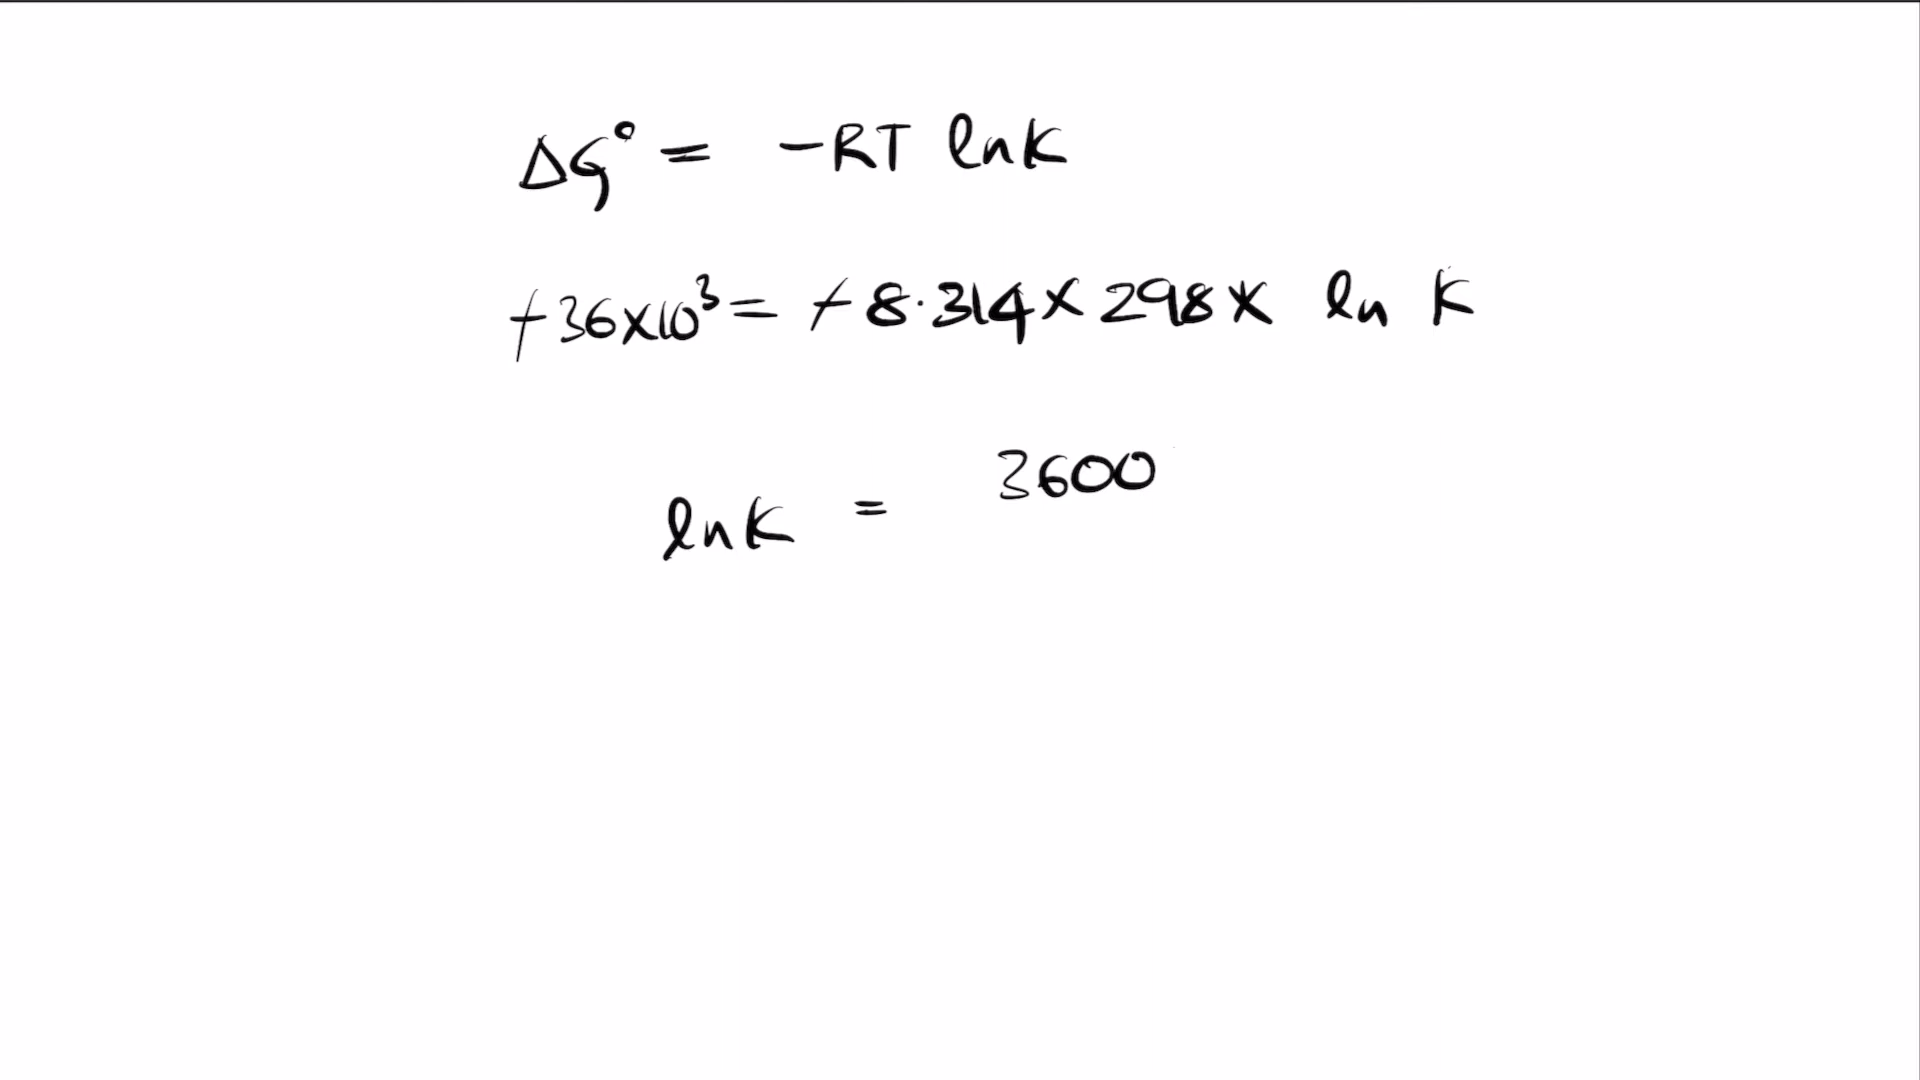 ΔG° = -RT lnK
-36x10³ = -8.314 x 298 x ln K
lnK = 3600